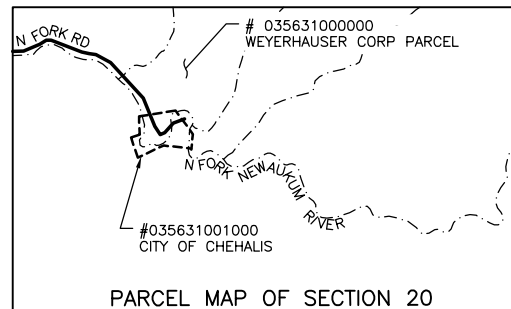 N FORK RD
# 035631000000
WEYERHAUSER CORP PARCEL
N FORK NEWAUKUM
RIVER
#035631001000
CITY OF CHEHALIS
PARCEL MAP OF SECTION 20